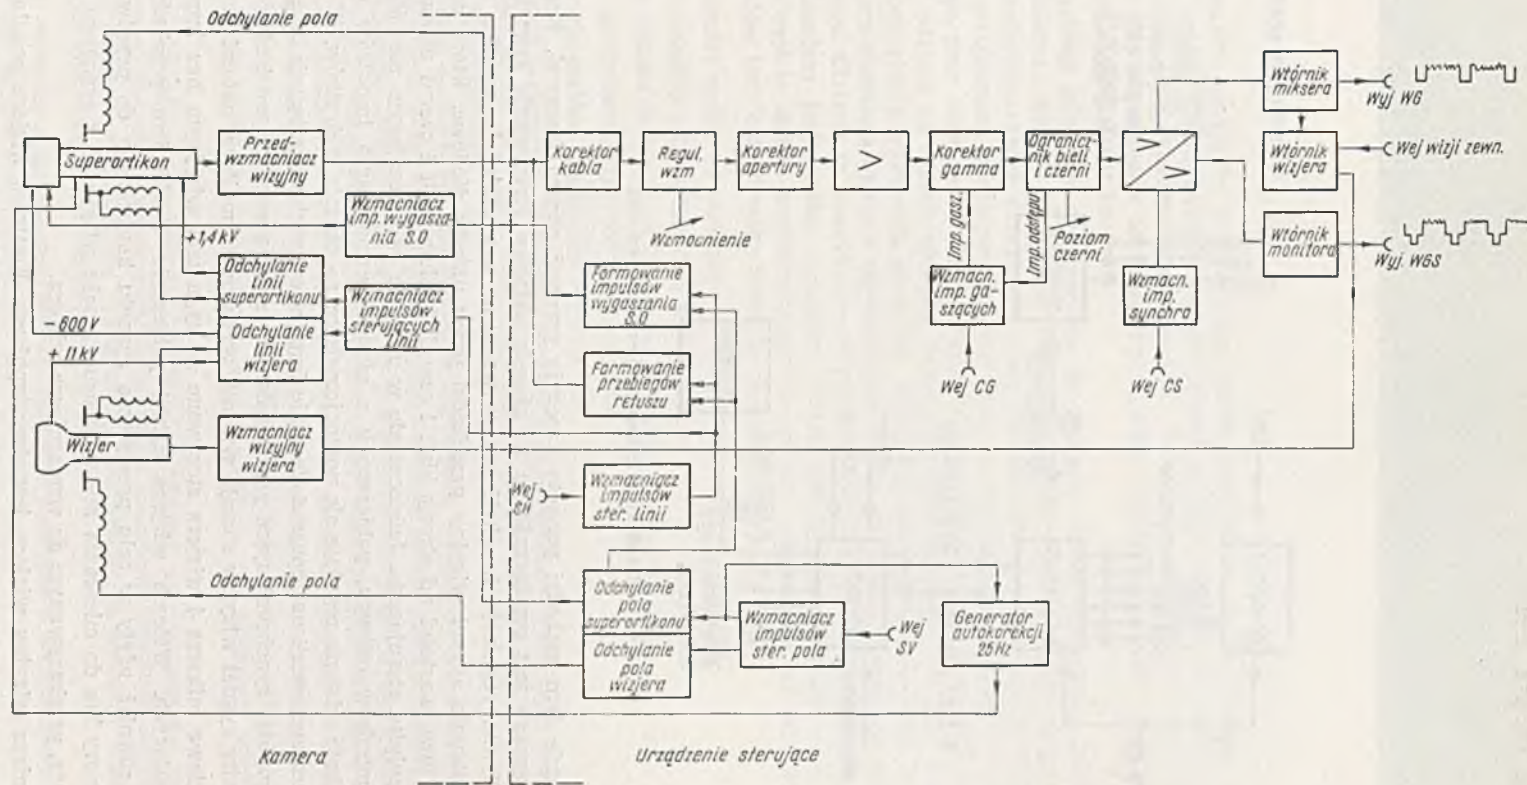 Odchylanie pola
Superortikon
Przed-
wzmacniacz
wizyjny
Korektor
kabla
Regul.
wzm
Korektor
apertury
>
Korektor
gamma
Ogranicz-
nik bieli
i czerni
>
>
Wtórnik
miksera
Wyj WG
Wtórnik
wizjera
Wej wizji zewn.
Wtórnik
monitora
Wyj. WGS
Wzmocnienie
Imp. gasz.
Imp. odstępu
Poziom
czerni
Wzmacn.
imp. ga-
szących
Wej CG
Wzmacn.
imp.
synchro
Wej CS
+1,4 kV
Wzmacniacz
imp. wygasza-
nia S.O
Odchylanie
linii
superortikonu
Odchylanie
linii
wizjera
Wzmacniacz
impulsów
sterujących
linii
− 600 V
+ 11 kV
Formowanie
impulsów
wygaszania
S.O
Formowanie
przebiegów
retuszu
Wizjer
Wzmacniacz
wizyjny
wizjera
Wej
SH
Wzmacniacz
impulsów
ster. linii
Odchylanie pola
Odchylanie
pola
superortikonu
Odchylanie
pola
wizjera
Wzmacniacz
impulsów
ster. pola
Wej
SV
Generator
autokorekcji
25 Hz
Kamera
Urządzenie sterujące